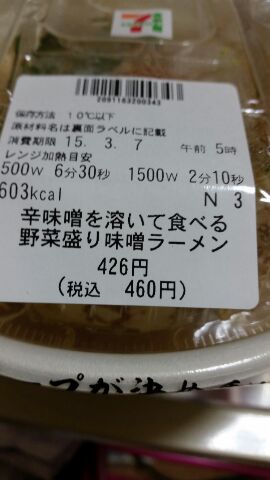 2091163200343
保存方法 10℃以下
原材料名は裏面ラベルに記載
消費期限 15. 3. 7 午前 5時
レンジ加熱目安
500W 6分30秒 1500W 2分10秒
603kcal N 3
辛味噌を溶いて食べる
野菜盛り味噌ラーメン
426円
(税込 460円)